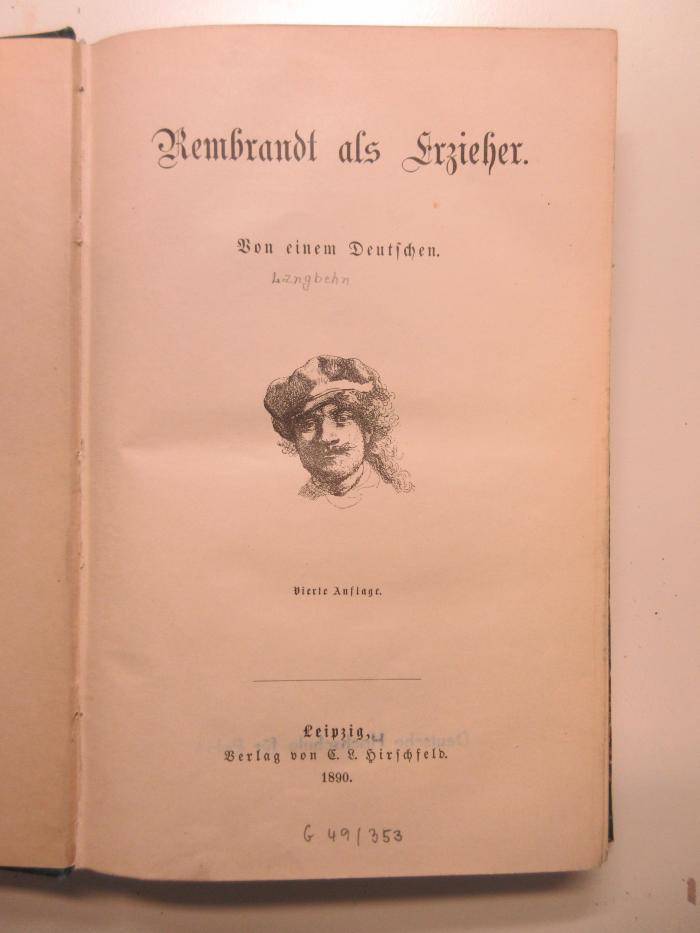 Rembrandt als Erzieher.
Von einem Deutschen.
Langbehn
Vierte Auflage.
Leipzig,
Verlag von C. L. Hirschfeld.
1890.
G 49/353